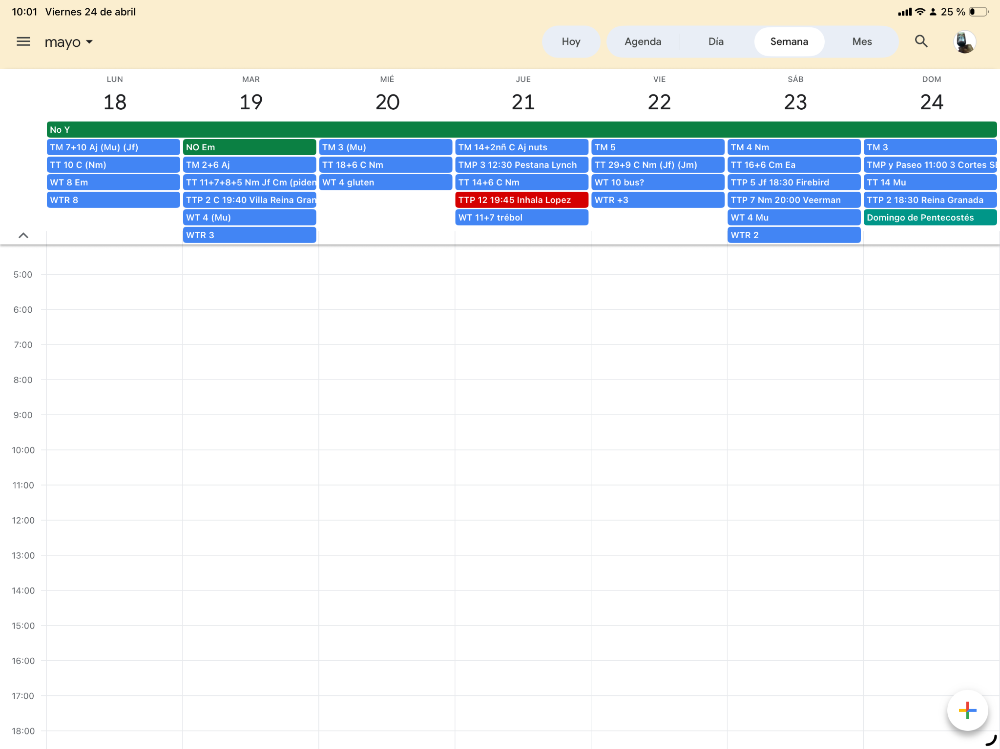 10:01 Viernes 24 de abril
25 %
mayo
Hoy
Agenda
Día
Semana
Mes
LUN
18
MAR
19
MIÉ
20
JUE
21
VIE
22
SÁB
23
DOM
24
No Y
TM 7+10 Aj (Mu) (Jf)
TT 10 C (Nm)
WT 8 Em
WTR 8
NO Em
TM 2+6 Aj
TT 11+7+8+5 Nm Jf Cm (piden
TTP 2 C 19:40 Villa Reina Gran
WT 4 (Mu)
WTR 3
TM 3 (Mu)
TT 18+6 C Nm
WT 4 gluten
TM 14+2nñ C Aj nuts
TMP 3 12:30 Pestana Lynch
TT 14+6 C Nm
TTP 12 19:45 Inhala Lopez
WT 11+7 trébol
TM 5
TT 29+9 C Nm (Jf) (Jm)
WT 10 bus?
WTR +3
TM 4 Nm
TT 16+6 Cm Ea
TTP 5 Jf 18:30 Firebird
TTP 7 Nm 20:00 Veerman
WT 4 Mu
WTR 2
TM 3
TMP y Paseo 11:00 3 Cortes SE
TT 14 Mu
TTP 2 18:30 Reina Granada
Domingo de Pentecostés
5:00
6:00
7:00
8:00
9:00
10:00
11:00
12:00
13:00
14:00
15:00
16:00
17:00
18:00